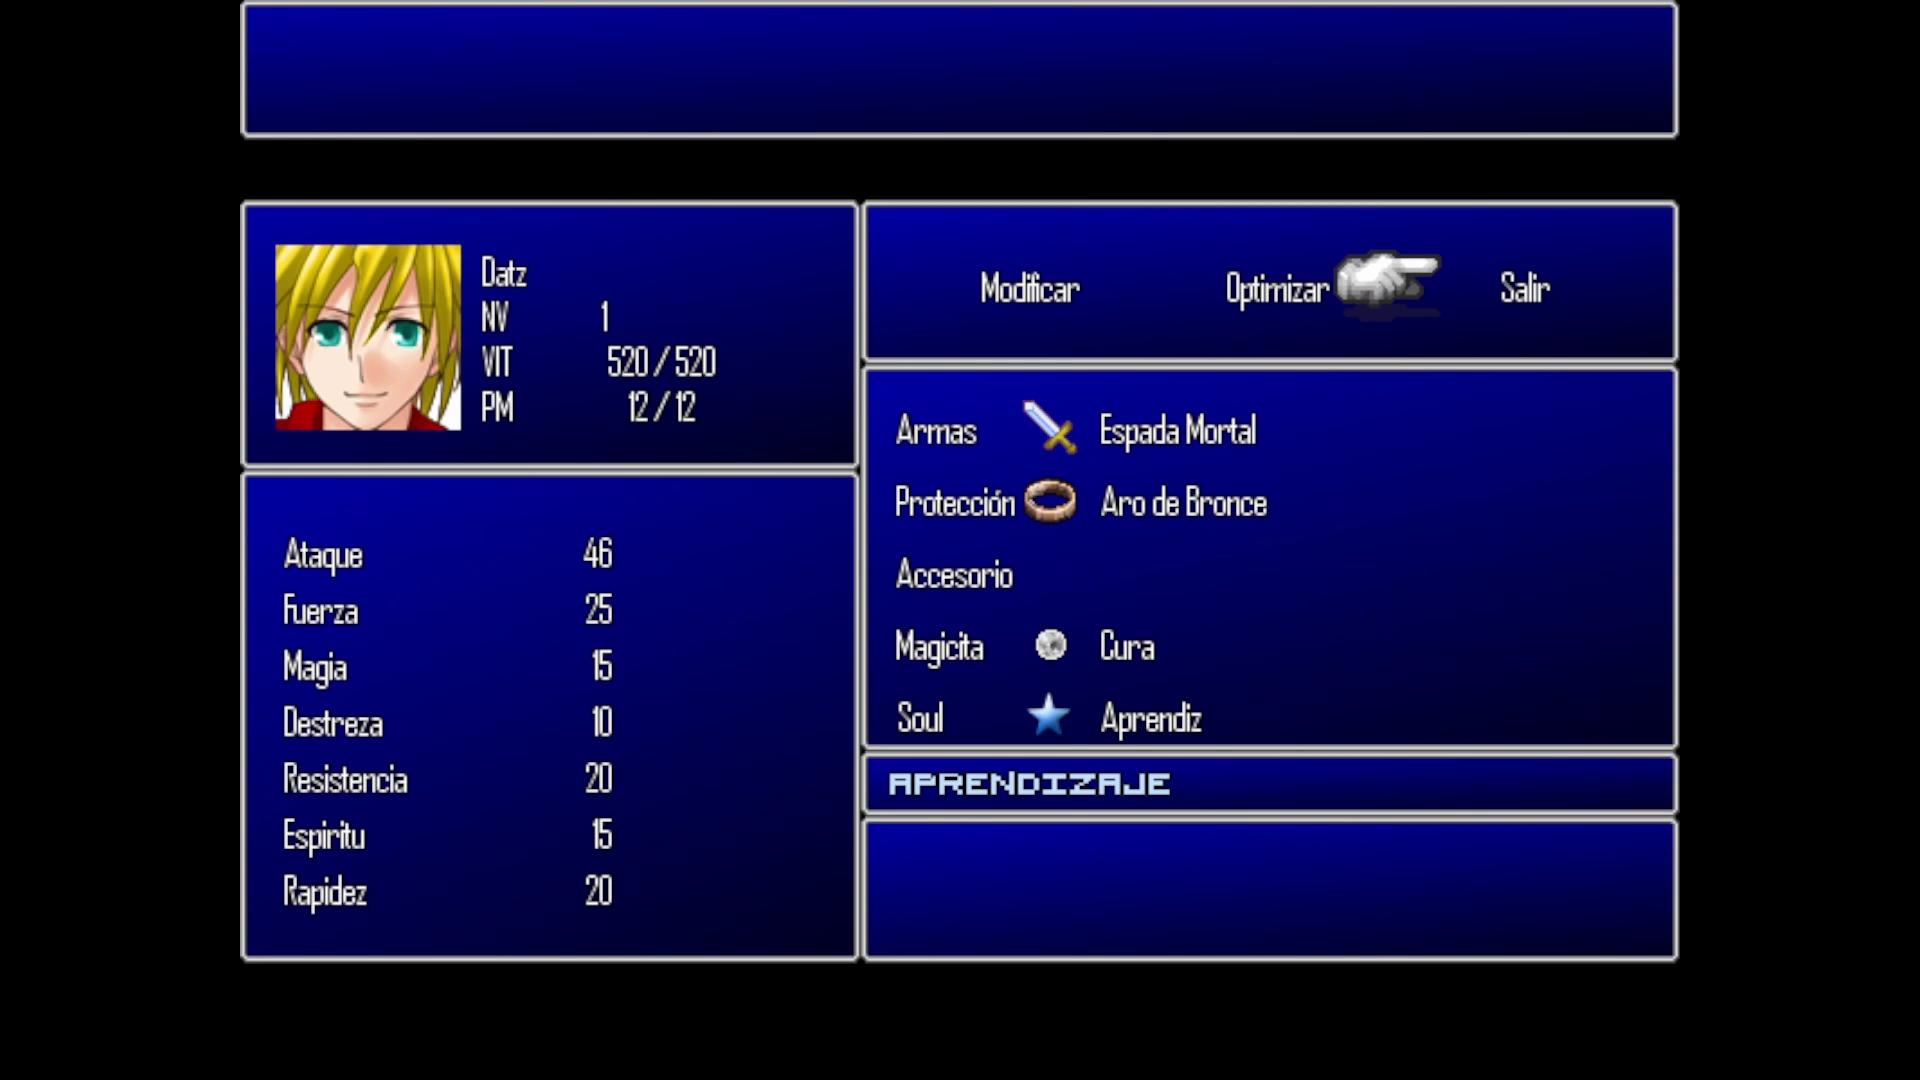 Datz
NV 1
VIT 520 / 520
PM 12 / 12
Modificar Optimizar Salir
Ataque 46
Fuerza 25
Magia 15
Destreza 10
Resistencia 20
Espiritu 15
Rapidez 20
Armas Espada Mortal
Protección Aro de Bronce
Accesorio
Magicita Cura
Soul Aprendiz
APRENDIZAJE